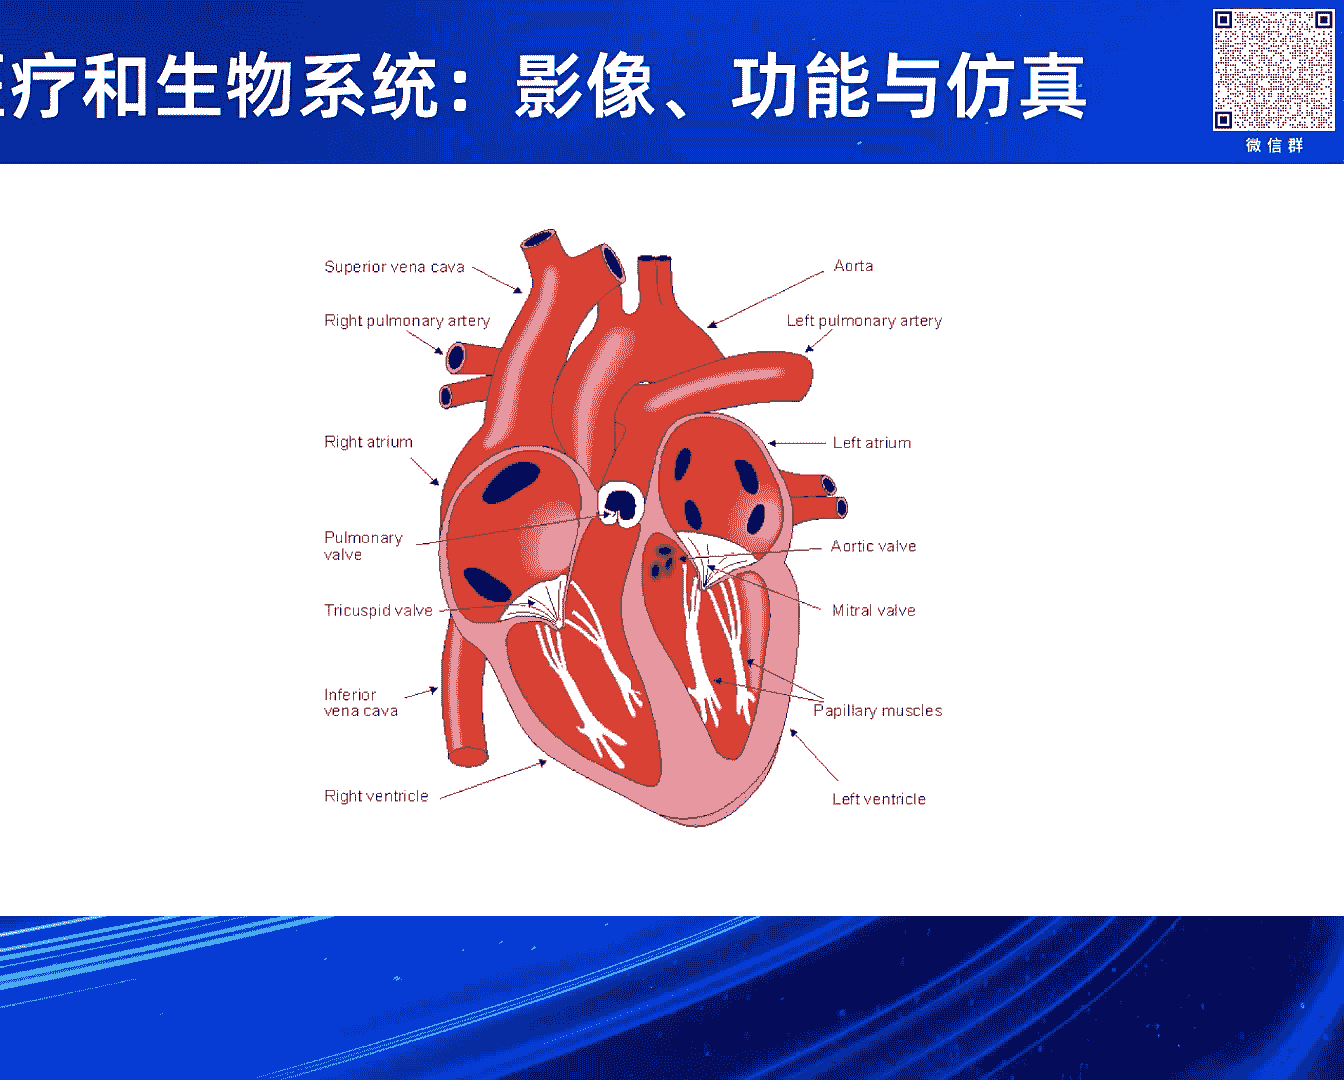 疗和生物系统：影像、功能与仿真
微信群
Superior vena cava
Aorta
Right pulmonary artery
Left pulmonary artery
Right atrium
Left atrium
Pulmonary
valve
Aortic valve
Tricuspid valve
Mitral valve
Inferior
vena cava
Papillary muscles
Right ventricle
Left ventricle